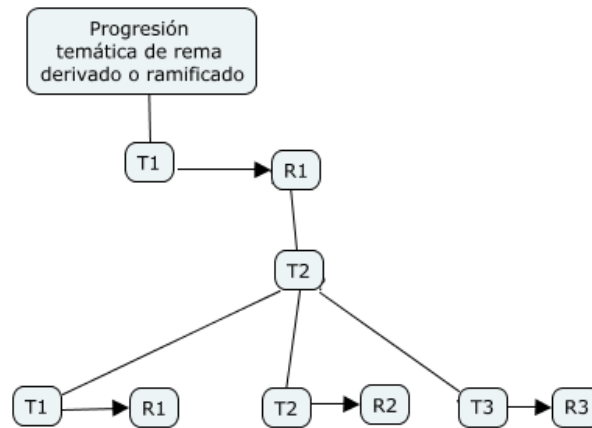 Progresión
temática de rema
derivado o ramificado
T1
R1
T2
T1
R1
T2
R2
T3
R3